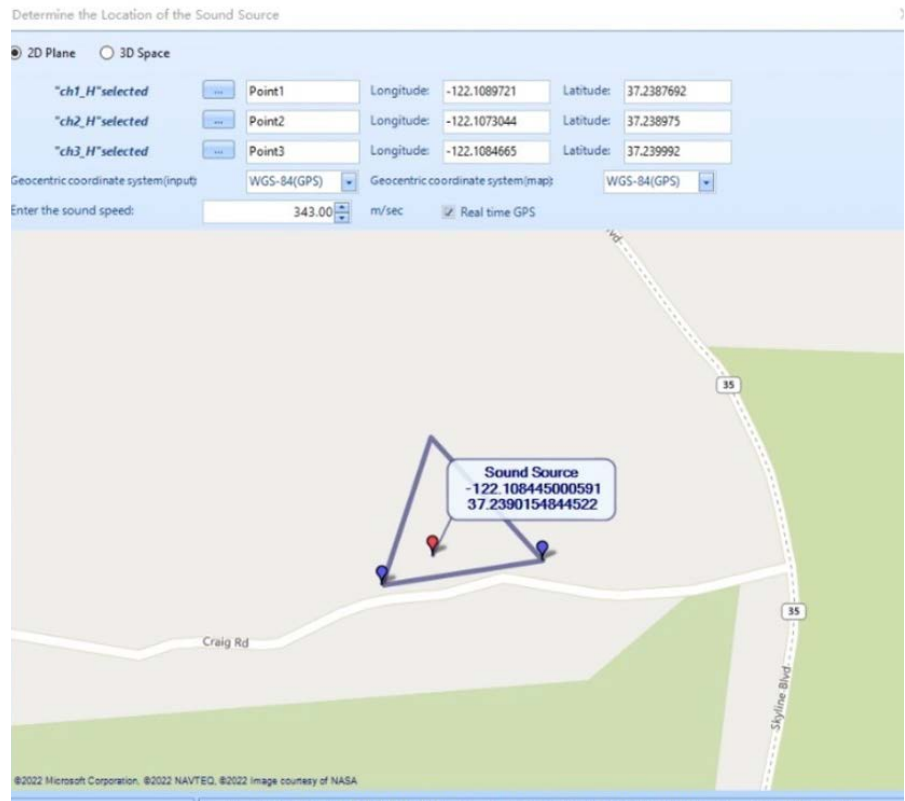 Determine the Location of the Sound Source
2D Plane 3D Space
"ch1_H"selected ... Point1 Longitude: -122.1089721 Latitude: 37.2387692
"ch2_H"selected ... Point2 Longitude: -122.1073044 Latitude: 37.238975
"ch3_H"selected ... Point3 Longitude: -122.1084665 Latitude: 37.239992
Geocentric coordinate system(input): WGS-84(GPS) Geocentric coordinate system(map): WGS-84(GPS)
Enter the sound speed: 343.00 m/sec Real time GPS
vd
35
Sound Source
-122.108445000591
37.2390154844522
35
Craig Rd
Skyline Blvd
©2022 Microsoft Corporation, ©2022 NAVTEQ, ©2022 Image courtesy of NASA